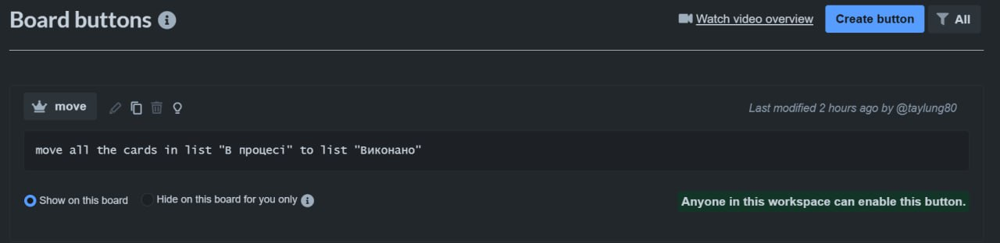 Board buttons
Watch video overview
Create button
All
move
Last modified 2 hours ago by @taylung80
move all the cards in list "В процесі" to list "Виконано"
Show on this board
Hide on this board for you only
Anyone in this workspace can enable this button.